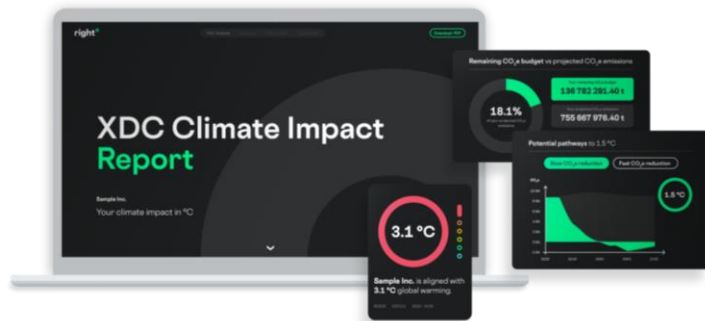 right°
Download PDF
XDC Climate Impact
Report
Sample Inc.
Your climate impact in °C
Remaining CO₂e budget vs projected CO₂e emissions
18.1%
136 782 291.40 t
755 667 976.40 t
Potential pathways to 1.5 °C
Slow CO₂e reduction
Fast CO₂e reduction
1.5 °C
3.1 °C
Sample Inc. is aligned with
3.1 °C global warming.